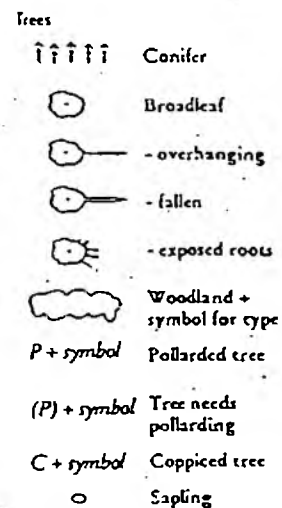 Trees
Conifer
Broadleaf
- overhanging
- fallen
- exposed roots
Woodland +
symbol for type
P + symbol Pollarded tree
(P) + symbol Tree needs
pollarding
C + symbol Coppiced tree
Sapling